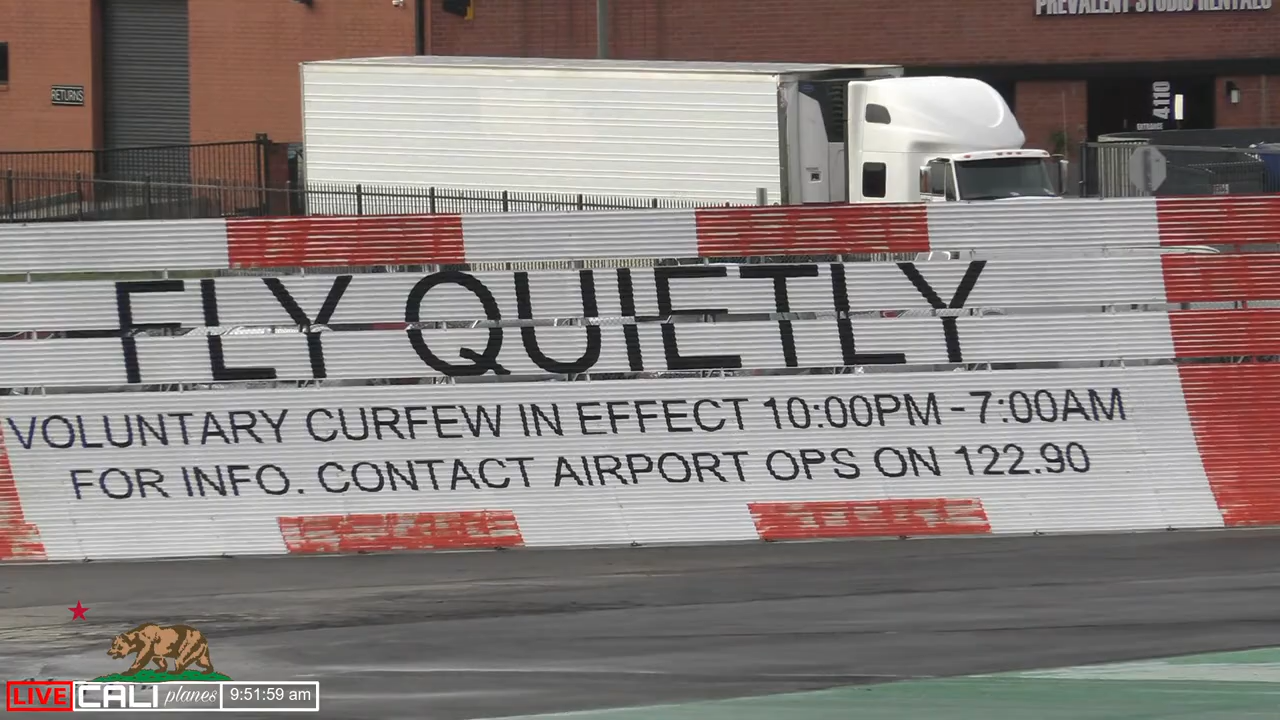 PREVALENT STUDIO RENTALS
RETURNS
4110
ENTRANCE
FLY QUIETLY
VOLUNTARY CURFEW IN EFFECT 10:00PM - 7:00AM
FOR INFO. CONTACT AIRPORT OPS ON 122.90
LIVE CALI planes 9:51:59 am